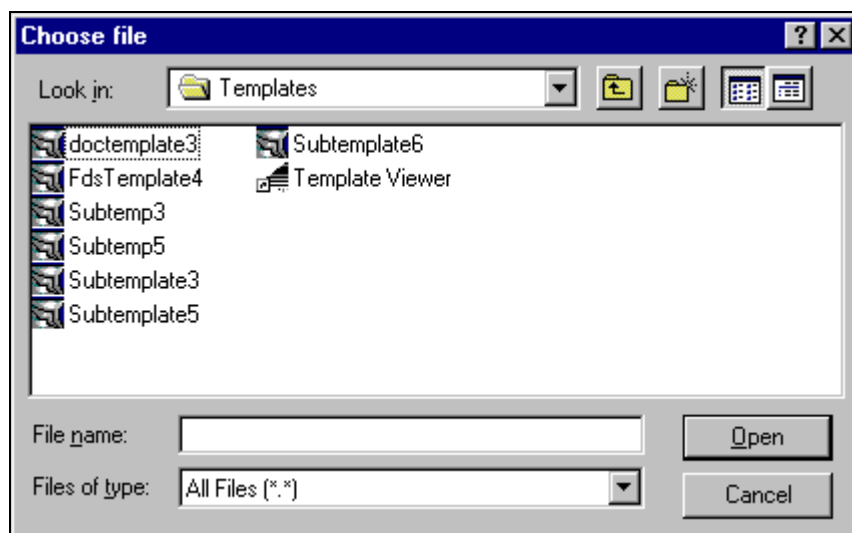 Choose file
Look in: Templates
doctemplate3 Subtemplate6
FdsTemplate4 Template Viewer
Subtemp3
Subtemp5
Subtemplate3
Subtemplate5
File name: Open
Files of type: All Files (*.*) Cancel